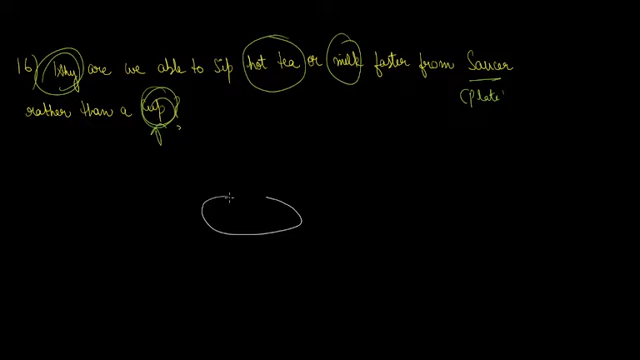 16) Why are we able to sip hot tea or milk faster from Saucer
(Plate
rather than a cup?